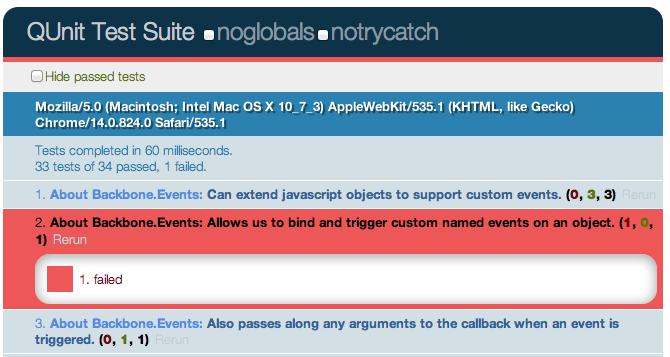 QUnit Test Suite noglobals notrycatch
Hide passed tests
Mozilla/5.0 (Macintosh; Intel Mac OS X 10_7_3) AppleWebKit/535.1 (KHTML, like Gecko)
Chrome/14.0.824.0 Safari/535.1
Tests completed in 60 milliseconds.
33 tests of 34 passed, 1 failed.
1. About Backbone.Events: Can extend javascript objects to support custom events. (0, 3, 3) Rerun
2. About Backbone.Events: Allows us to bind and trigger custom named events on an object. (1, 0,
1) Rerun
1. failed
3. About Backbone.Events: Also passes along any arguments to the callback when an event is
triggered. (0, 1, 1) Rerun